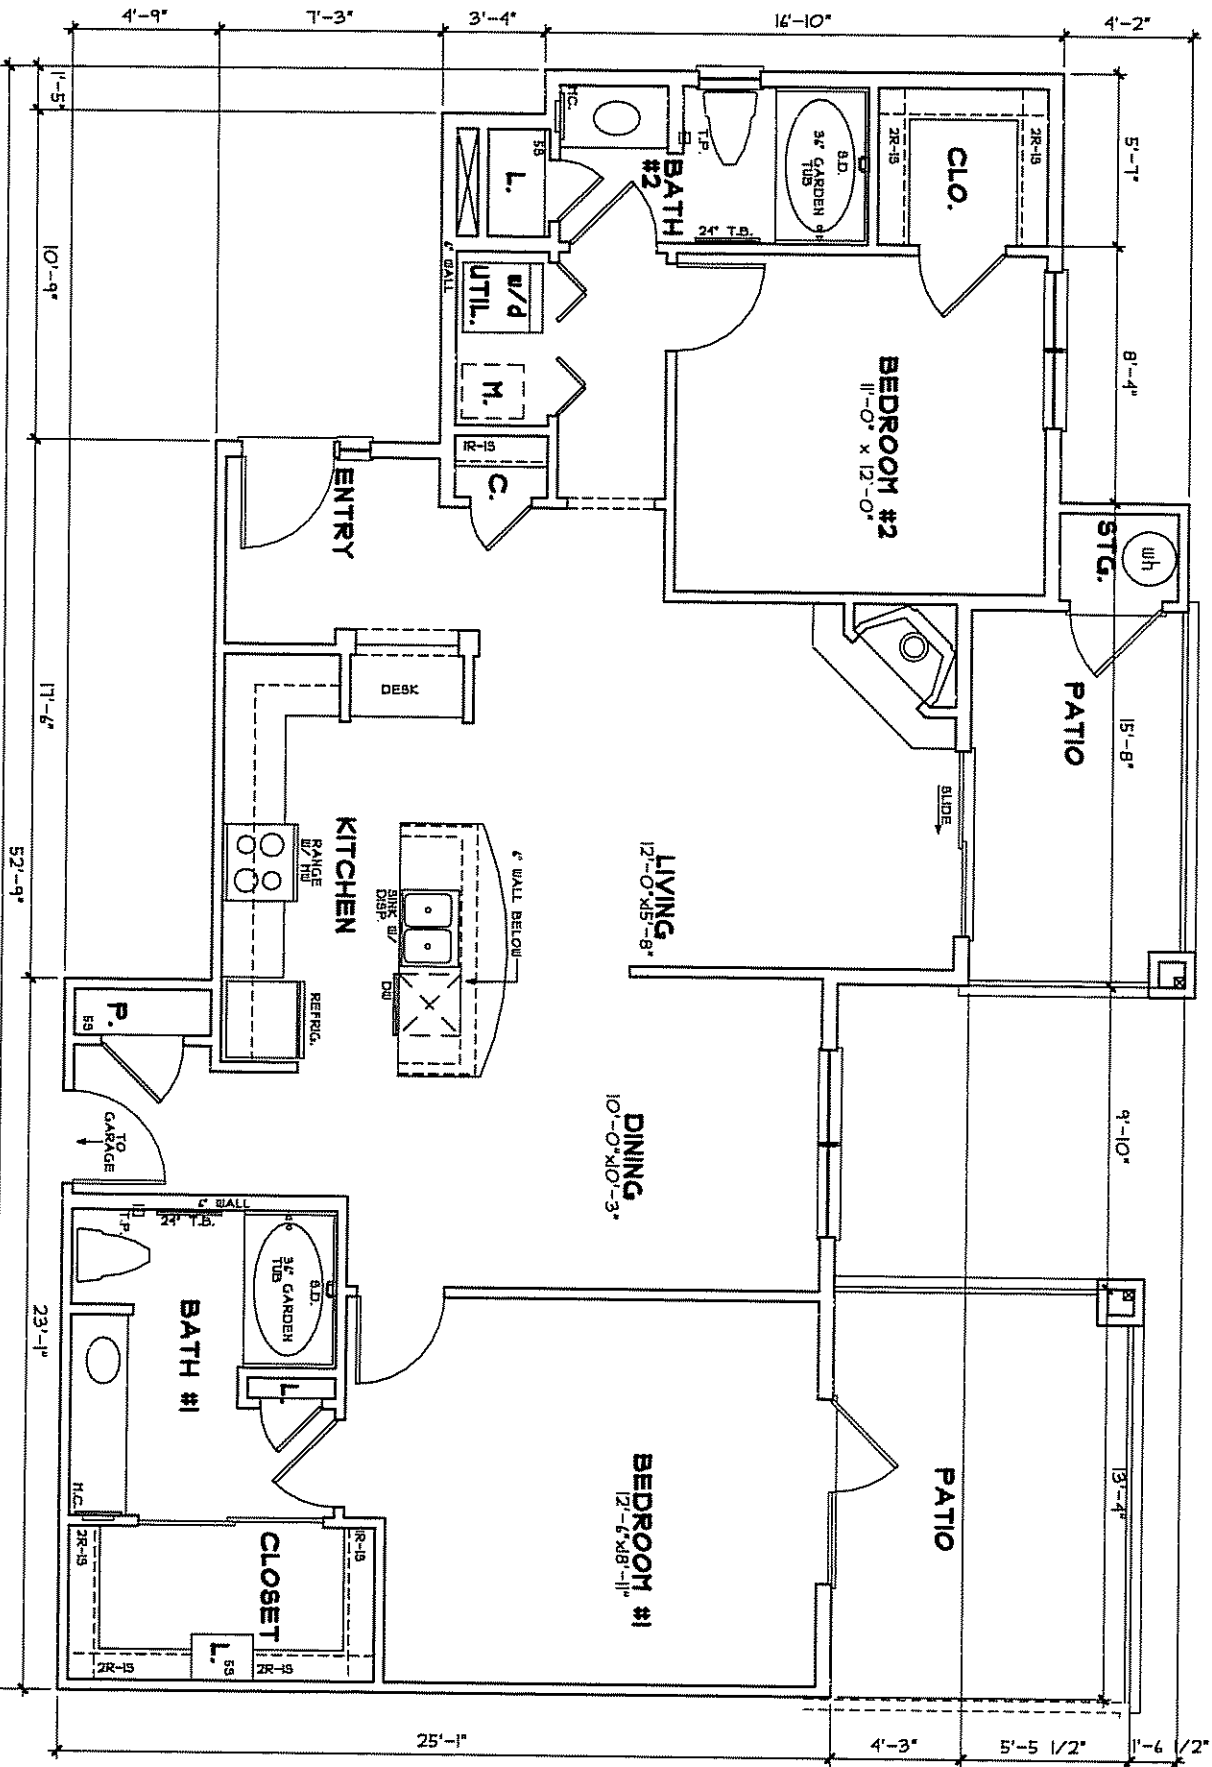 4'-9"
7'-3"
3'-4"
16'-10"
4'-2"
1'-5"
10'-9"
17'-6"
52'-9"
23'-1"
5'-7"
8'-4"
15'-8"
9'-10"
13'-4"
M.C.
T.P.
BATH
#2
S.D.
36" GARDEN
TUB
24" T.B.
2R-1S
2R-1S
CLO.
5S
L.
6" WALL
w/d
UTIL.
M.
1R-1S
C.
BEDROOM #2
11'-0" x 12'-0"
STG.
wh
ENTRY
PATIO
DESK
SLIDE
KITCHEN
RANGE
W/ MW
SINK W/
DISP.
DW
6" WALL BELOW
LIVING
12'-0"x15'-8"
REFRIG.
P.
5S
TO
GARAGE
DINING
10'-0"x10'-3"
6" WALL
T.P.
24" T.B.
S.D.
36" GARDEN
TUB
BATH #1
L.
M.C.
BEDROOM #1
12'-6"x18'-11"
PATIO
CLOSET
1R-1S
2R-1S
2R-1S
2R-1S
L.
5S
25'-1"
4'-3"
5'-5 1/2"
1'-6 1/2"